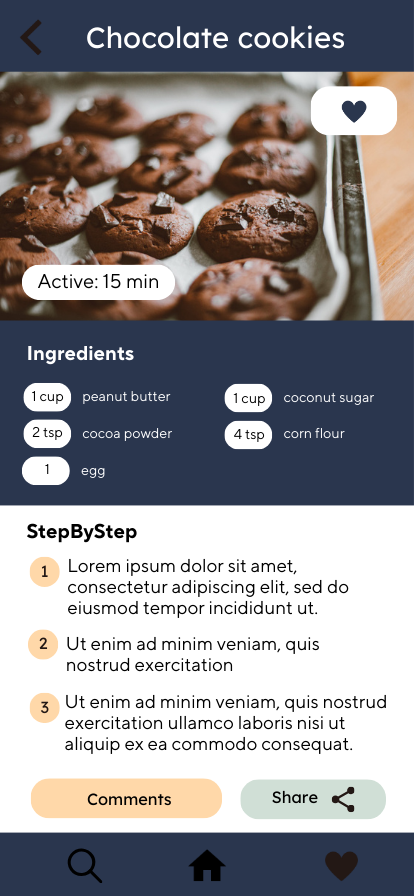 Chocolate cookies
Active: 15 min
Ingredients
1 cup peanut butter
1 cup coconut sugar
2 tsp cocoa powder
4 tsp corn flour
1 egg
StepByStep
1 Lorem ipsum dolor sit amet,
consectetur adipiscing elit, sed do
eiusmod tempor incididunt ut.
2 Ut enim ad minim veniam, quis
nostrud exercitation
3 Ut enim ad minim veniam, quis nostrud
exercitation ullamco laboris nisi ut
aliquip ex ea commodo consequat.
Comments
Share